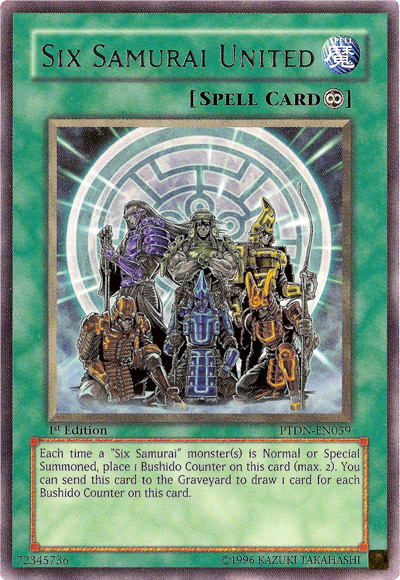 SIX SAMURAI UNITED
SPELL
魔
[SPELL CARD∞]
1st Edition
PTDN-EN059
Each time a "Six Samurai" monster(s) is Normal or Special
Summoned, place 1 Bushido Counter on this card (max. 2). You
can send this card to the Graveyard to draw 1 card for each
Bushido Counter on this card.
72345736
©1996 KAZUKI TAKAHASHI